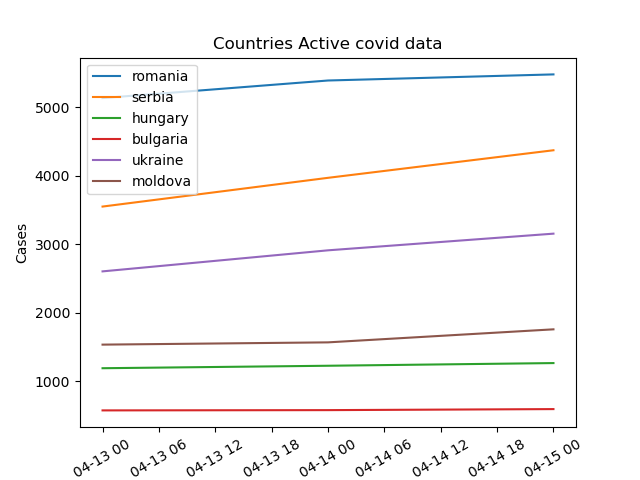 Countries Active covid data
romania
serbia
hungary
bulgaria
ukraine
moldova
5000
4000
3000
2000
1000
Cases
04-13 00
04-13 06
04-13 12
04-13 18
04-14 00
04-14 06
04-14 12
04-14 18
04-15 00